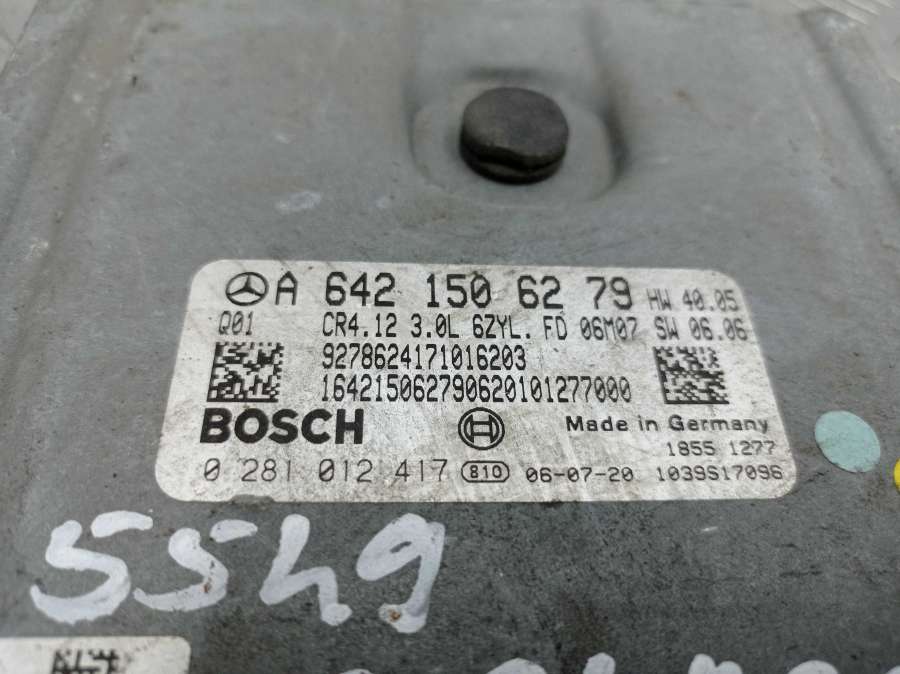 A 642 150 62 79 HW 40.05
Q01 CR4.12 3.0L 6ZYL. FD 06M07 SW 06.06
9278624171016203
164215062790620101277000
BOSCH Made in Germany
1855 1277
0 281 012 417 810 06-07-20 1039S17096
5549